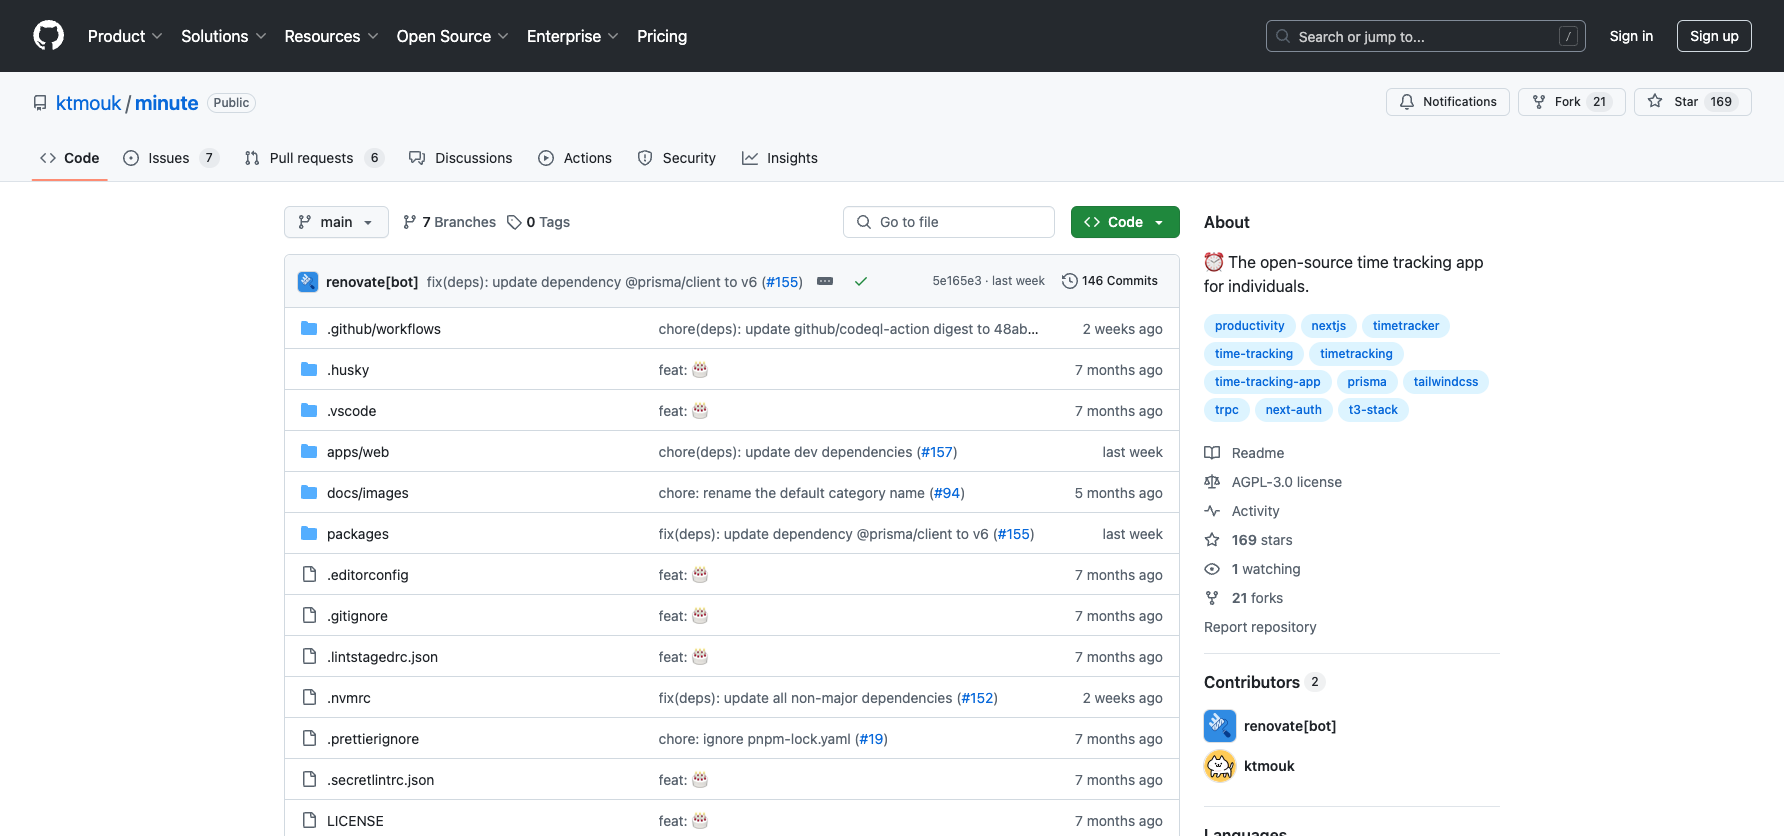 Product Solutions Resources Open Source Enterprise Pricing Search or jump to... / Sign in Sign up
ktmouk / minute Public Notifications Fork 21 Star 169
Code Issues 7 Pull requests 6 Discussions Actions Security Insights
main 7 Branches 0 Tags Go to file Code
renovate[bot] fix(deps): update dependency @prisma/client to v6 (#155) 5e165e3 · last week 146 Commits
.github/workflows chore(deps): update github/codeql-action digest to 48ab… 2 weeks ago
.husky feat: 🎂 7 months ago
.vscode feat: 🎂 7 months ago
apps/web chore(deps): update dev dependencies (#157) last week
docs/images chore: rename the default category name (#94) 5 months ago
packages fix(deps): update dependency @prisma/client to v6 (#155) last week
.editorconfig feat: 🎂 7 months ago
.gitignore feat: 🎂 7 months ago
.lintstagedrc.json feat: 🎂 7 months ago
.nvmrc fix(deps): update all non-major dependencies (#152) 2 weeks ago
.prettierignore chore: ignore pnpm-lock.yaml (#19) 7 months ago
.secretlintrc.json feat: 🎂 7 months ago
LICENSE feat: 🎂 7 months ago
About
⏰ The open-source time tracking app
for individuals.
productivity nextjs timetracker
time-tracking timetracking
time-tracking-app prisma tailwindcss
trpc next-auth t3-stack
Readme
AGPL-3.0 license
Activity
169 stars
1 watching
21 forks
Report repository
Contributors 2
renovate[bot]
ktmouk
Languages